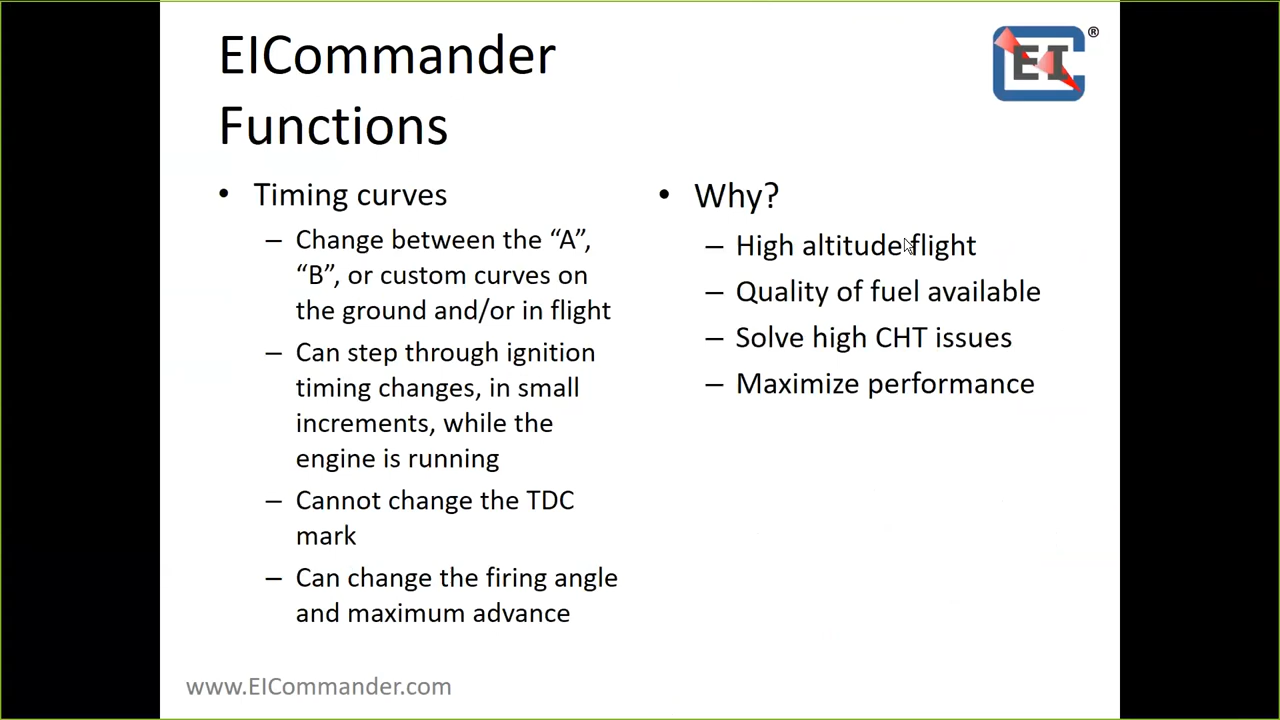 EICommander
Functions
EI
®
• Timing curves
– Change between the “A”,
“B”, or custom curves on
the ground and/or in flight
– Can step through ignition
timing changes, in small
increments, while the
engine is running
– Cannot change the TDC
mark
– Can change the firing angle
and maximum advance
• Why?
– High altitude flight
– Quality of fuel available
– Solve high CHT issues
– Maximize performance
www.EICommander.com